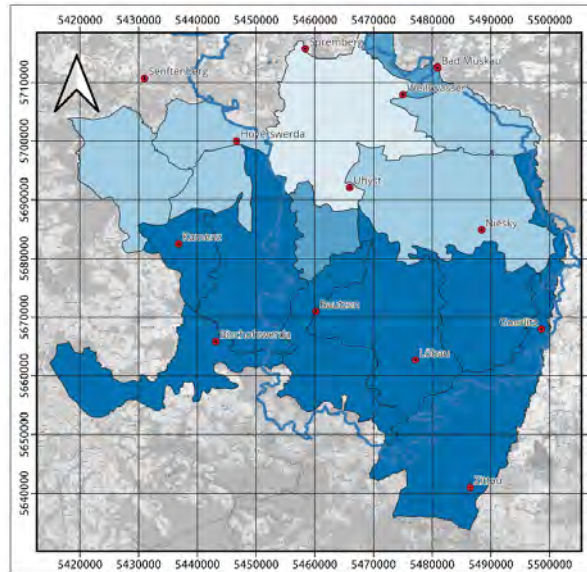 5420000 5430000 5440000 5450000 5460000 5470000 5480000 5490000 5500000
Spremberg
Bad Muskau
Senftenberg
5710000
Weißwasser
Hoyerswerda
5700000
Uhyst
5690000
Niesky
Kamenz
5680000
Bautzen
5670000
Goerlitz
Bischofswerda
Löbau
5660000
5650000
Zittau
5640000
5420000 5430000 5440000 5450000 5460000 5470000 5480000 5490000 5500000